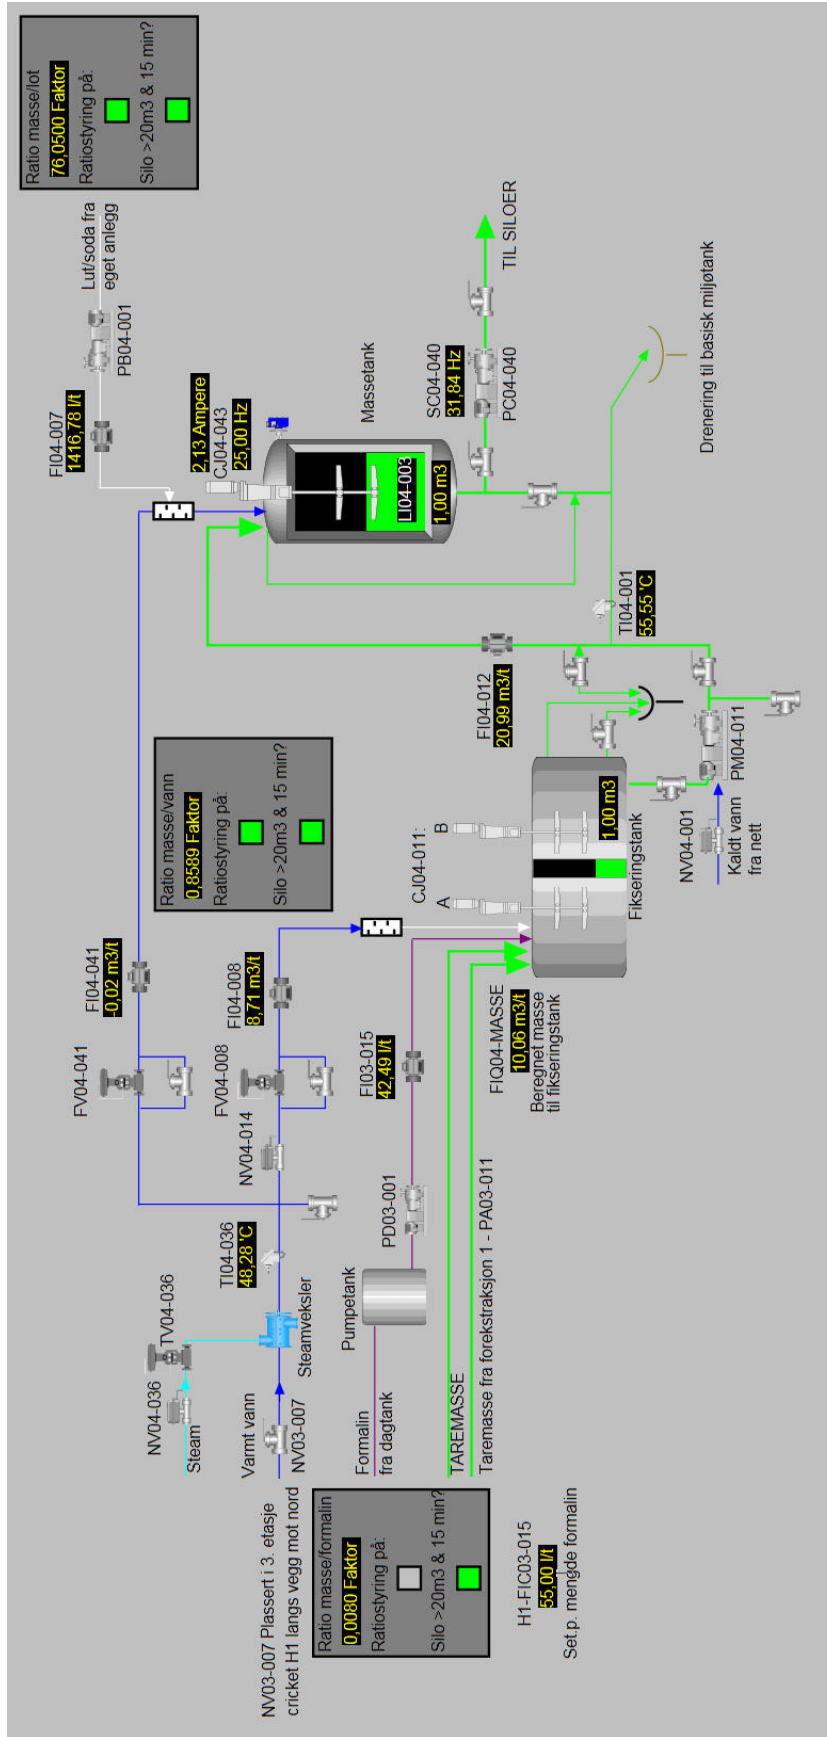 NV03-007 Plassert i 3. etasje
cricket H1 langs vegg mot nord
Ratio masse/formalin
0,0080 Faktor
Ratiostyring på:
Silo >20m3 & 15 min?
H1-FIC03-015
55,00 l/t
Set.p. mengde formalin
NV04-036
Steam
TV04-036
Varmt vann
NV03-007
Steamveksler
TI04-036
48,28 'C
Formalin
fra dagtank
Pumpetank
PD03-001
FI03-015
42,49 l/t
TAREMASSE
Taremasse fra forekstraksjon 1 - PA03-011
FV04-041
FI04-041
-0,02 m3/t
NV04-014
FV04-008
FI04-008
8,71 m3/t
FIQ04-MASSE
10,06 m3/t
Beregnet masse
til fikseringstank
Ratio masse/vann
0,8589 Faktor
Ratiostyring på:
Silo >20m3 & 15 min?
CJ04-011:
A
B
1,00 m3
Fikseringstank
NV04-001
Kaldt vann
fra nett
PM04-011
FI04-012
20,99 m3/t
TI04-001
55,55 'C
FI04-007
1416,78 l/t
PB04-001
Lut/soda fra
eget anlegg
2,13 Ampere
CJ04-043
25,00 Hz
LI04-003
1,00 m3
Massetank
SC04-040
31,84 Hz
PC04-040
TIL SILOER
Drenering til basisk miljøtank
Ratio masse/lot
76,0500 Faktor
Ratiostyring på:
Silo >20m3 & 15 min?